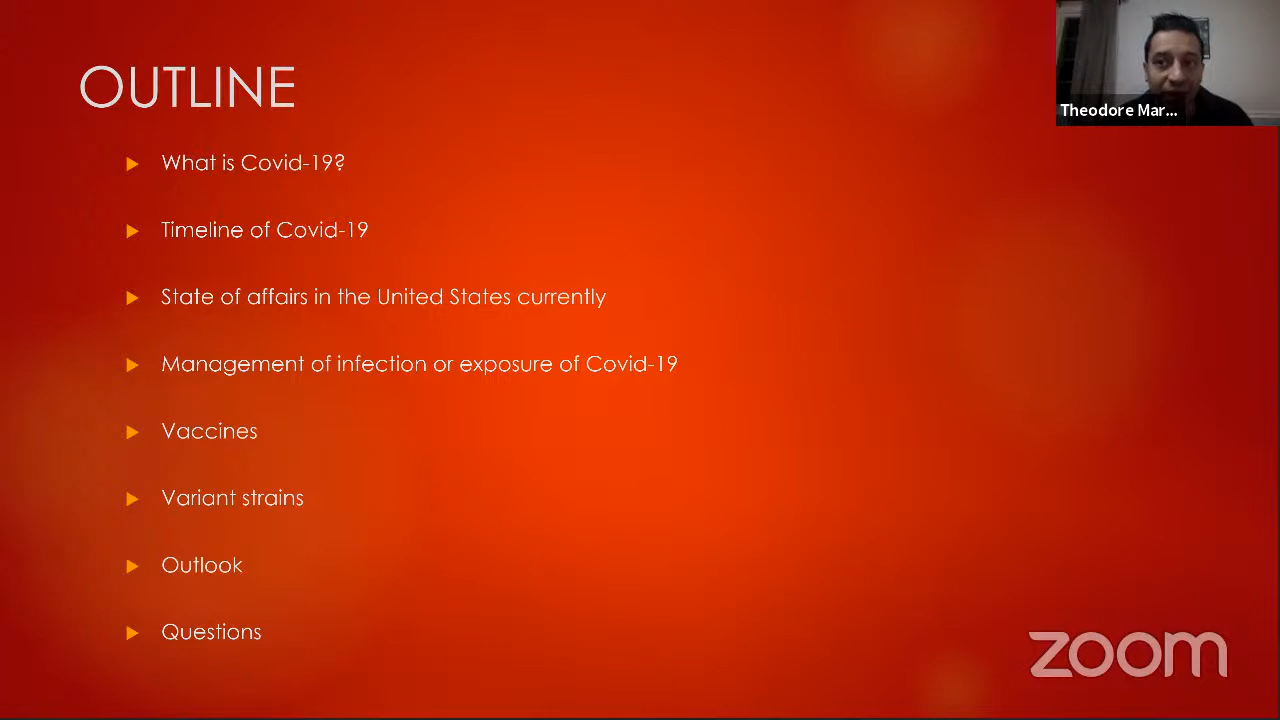 OUTLINE
Theodore Mar...
What is Covid-19?
Timeline of Covid-19
State of affairs in the United States currently
Management of infection or exposure of Covid-19
Vaccines
Variant strains
Outlook
Questions
zoom